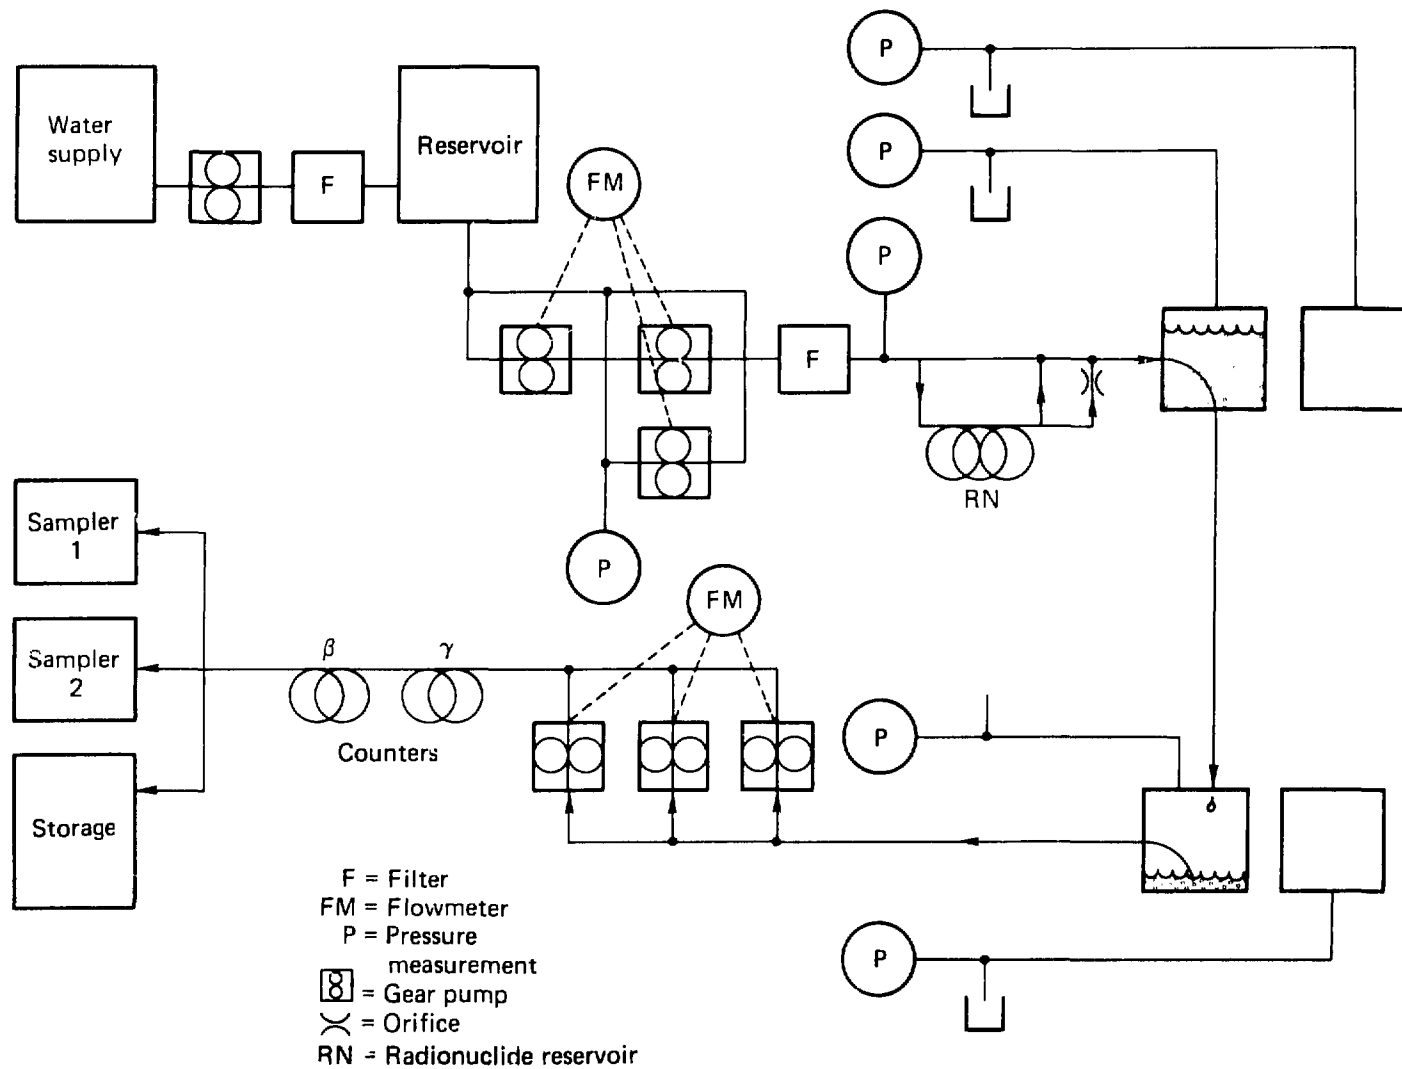 P
Water
supply
F
Reservoir
FM
P
P
F
RN
P
Sampler
1
FM
Sampler
2
β
γ
Counters
P
Storage
F = Filter
FM = Flowmeter
P = Pressure
measurement
= Gear pump
= Orifice
RN = Radionuclide reservoir
P